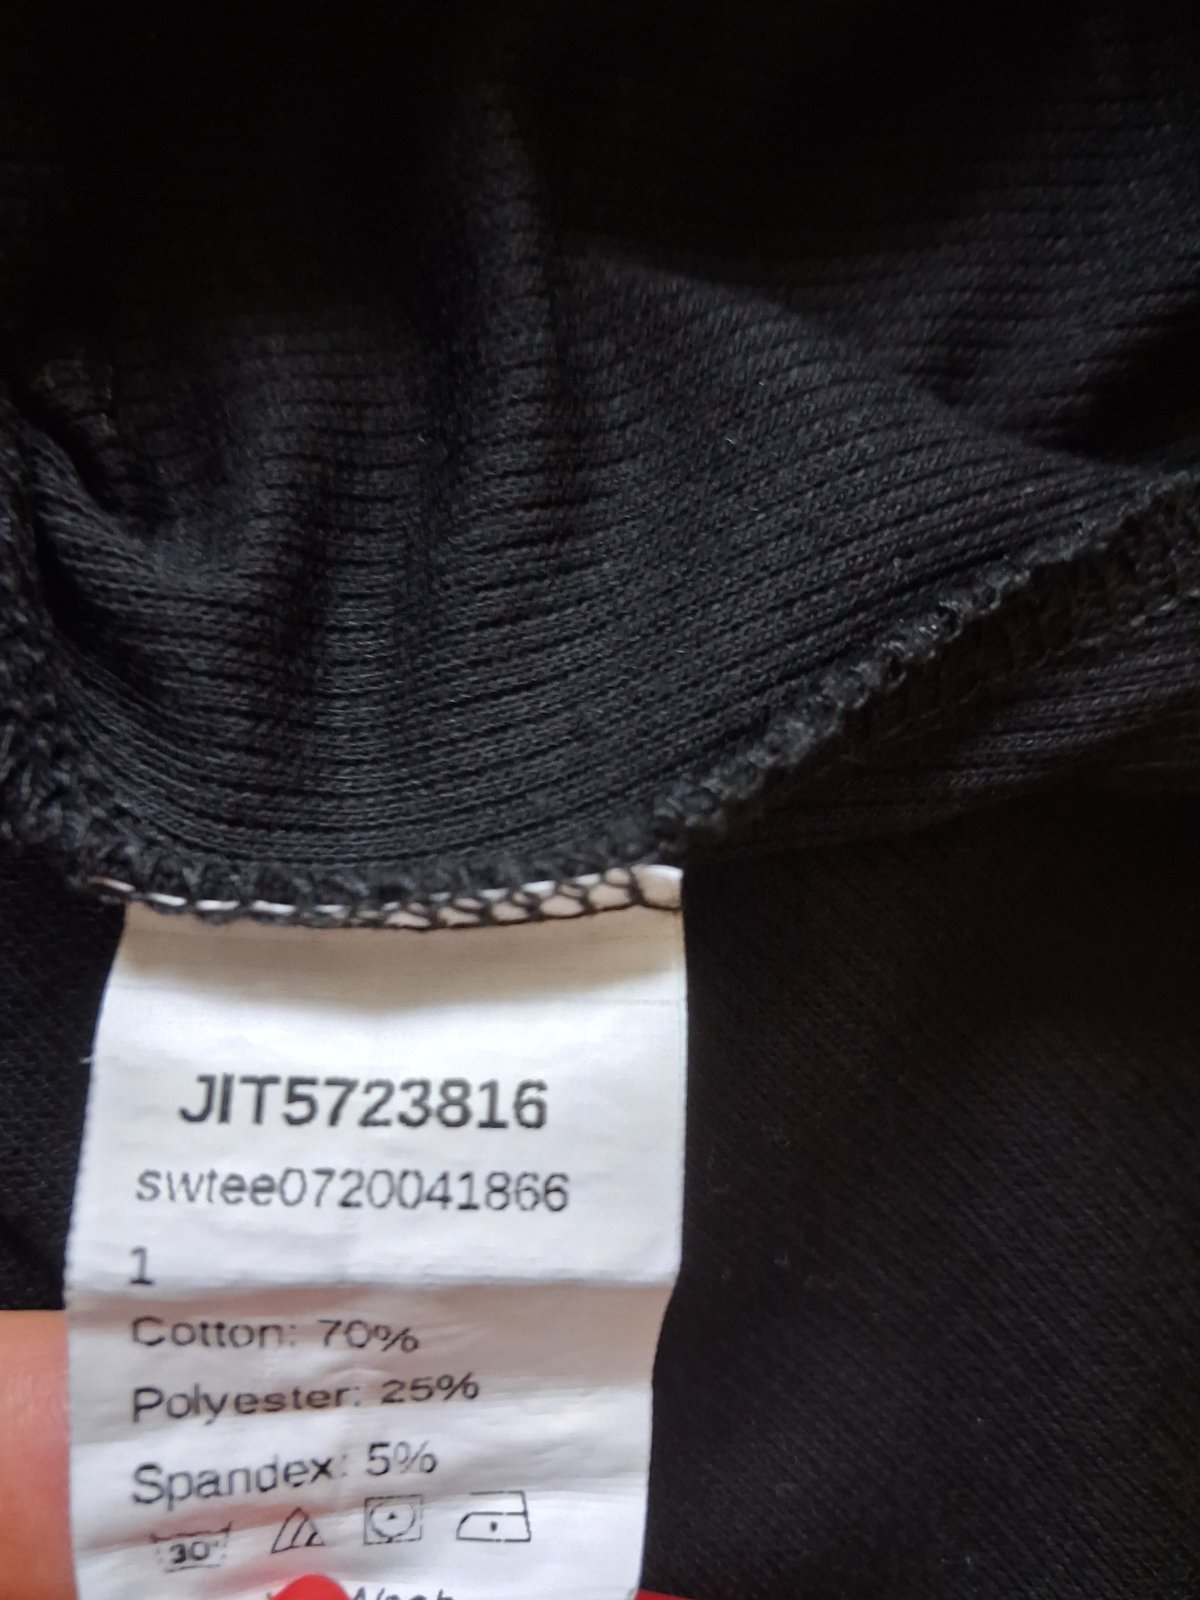 JIT5723816
swtee0720041866
1
Cotton: 70%
Polyester: 25%
Spandex: 5%
30°